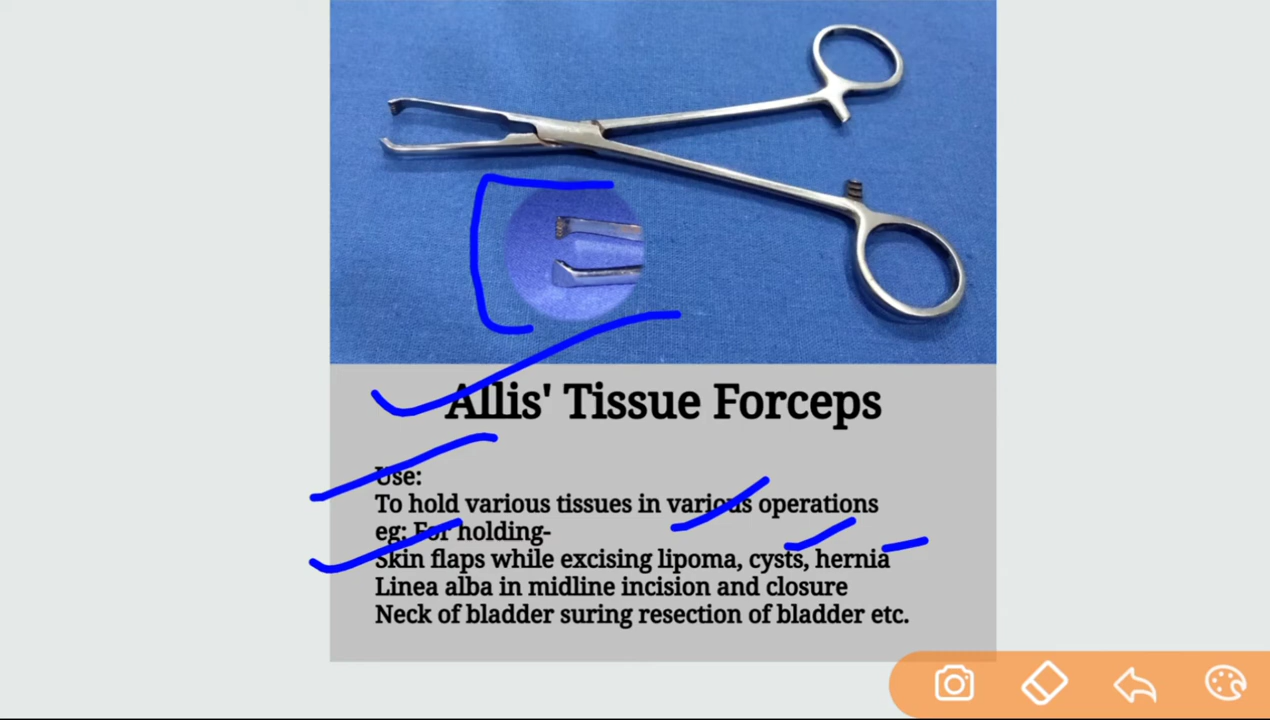 Allis' Tissue Forceps
Use:
To hold various tissues in various operations
eg: For holding-
Skin flaps while excising lipoma, cysts, hernia
Linea alba in midline incision and closure
Neck of bladder suring resection of bladder etc.